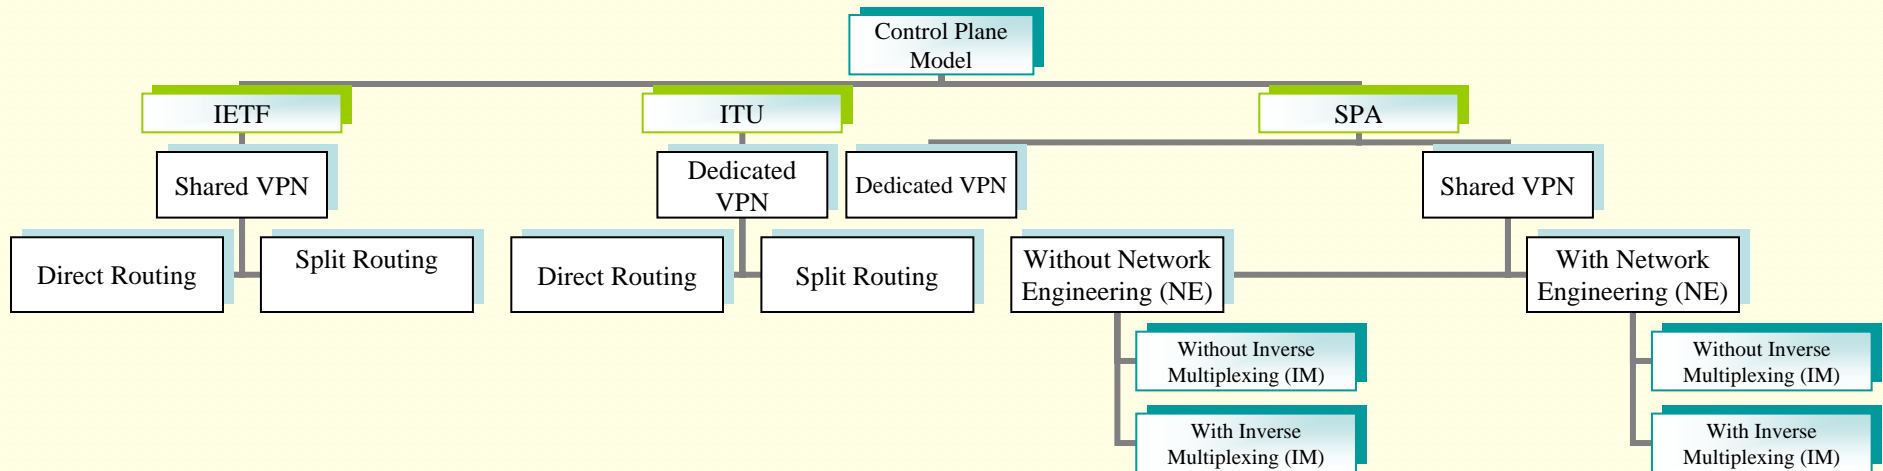 Control Plane
Model
IETF
ITU
SPA
Shared VPN
Dedicated
VPN
Dedicated VPN
Shared VPN
Direct Routing
Split Routing
Direct Routing
Split Routing
Without Network
Engineering (NE)
With Network
Engineering (NE)
Without Inverse
Multiplexing (IM)
Without Inverse
Multiplexing (IM)
With Inverse
Multiplexing (IM)
With Inverse
Multiplexing (IM)